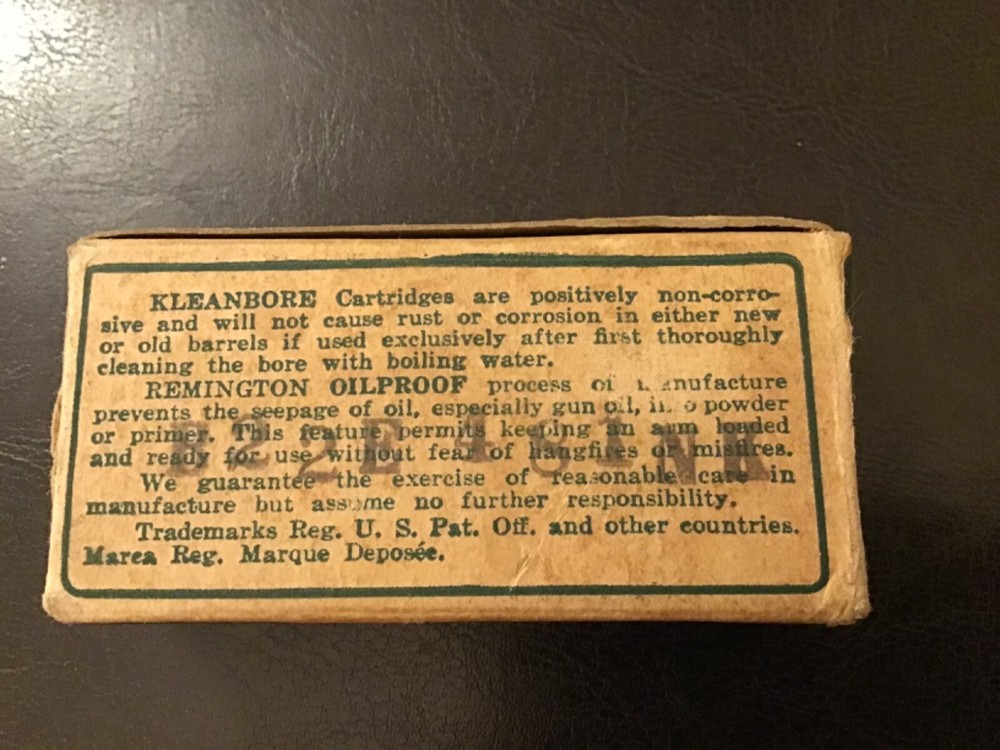 KLEANBORE Cartridges are positively non-corro-
sive and will not cause rust or corrosion in either new
or old barrels if used exclusively after first thoroughly
cleaning the bore with boiling water.
REMINGTON OILPROOF process of manufacture
prevents the seepage of oil, especially gun oil, into powder
or primer. This feature permits keeping an arm loaded
and ready for use without fear of hangfires or misfires.
We guarantee the exercise of reasonable care in
manufacture but assume no further responsibility.
Trademarks Reg. U. S. Pat. Off. and other countries.
Marca Reg. Marque Deposée.